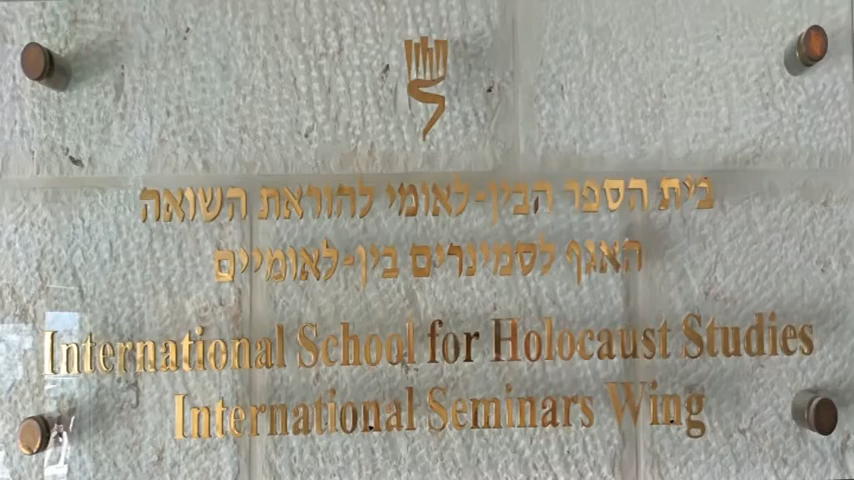 בית הספר הבין-לאומי להוראת השואה
האגף לסמינרים בין-לאומיים
International School for Holocaust Studies
International Seminars Wing